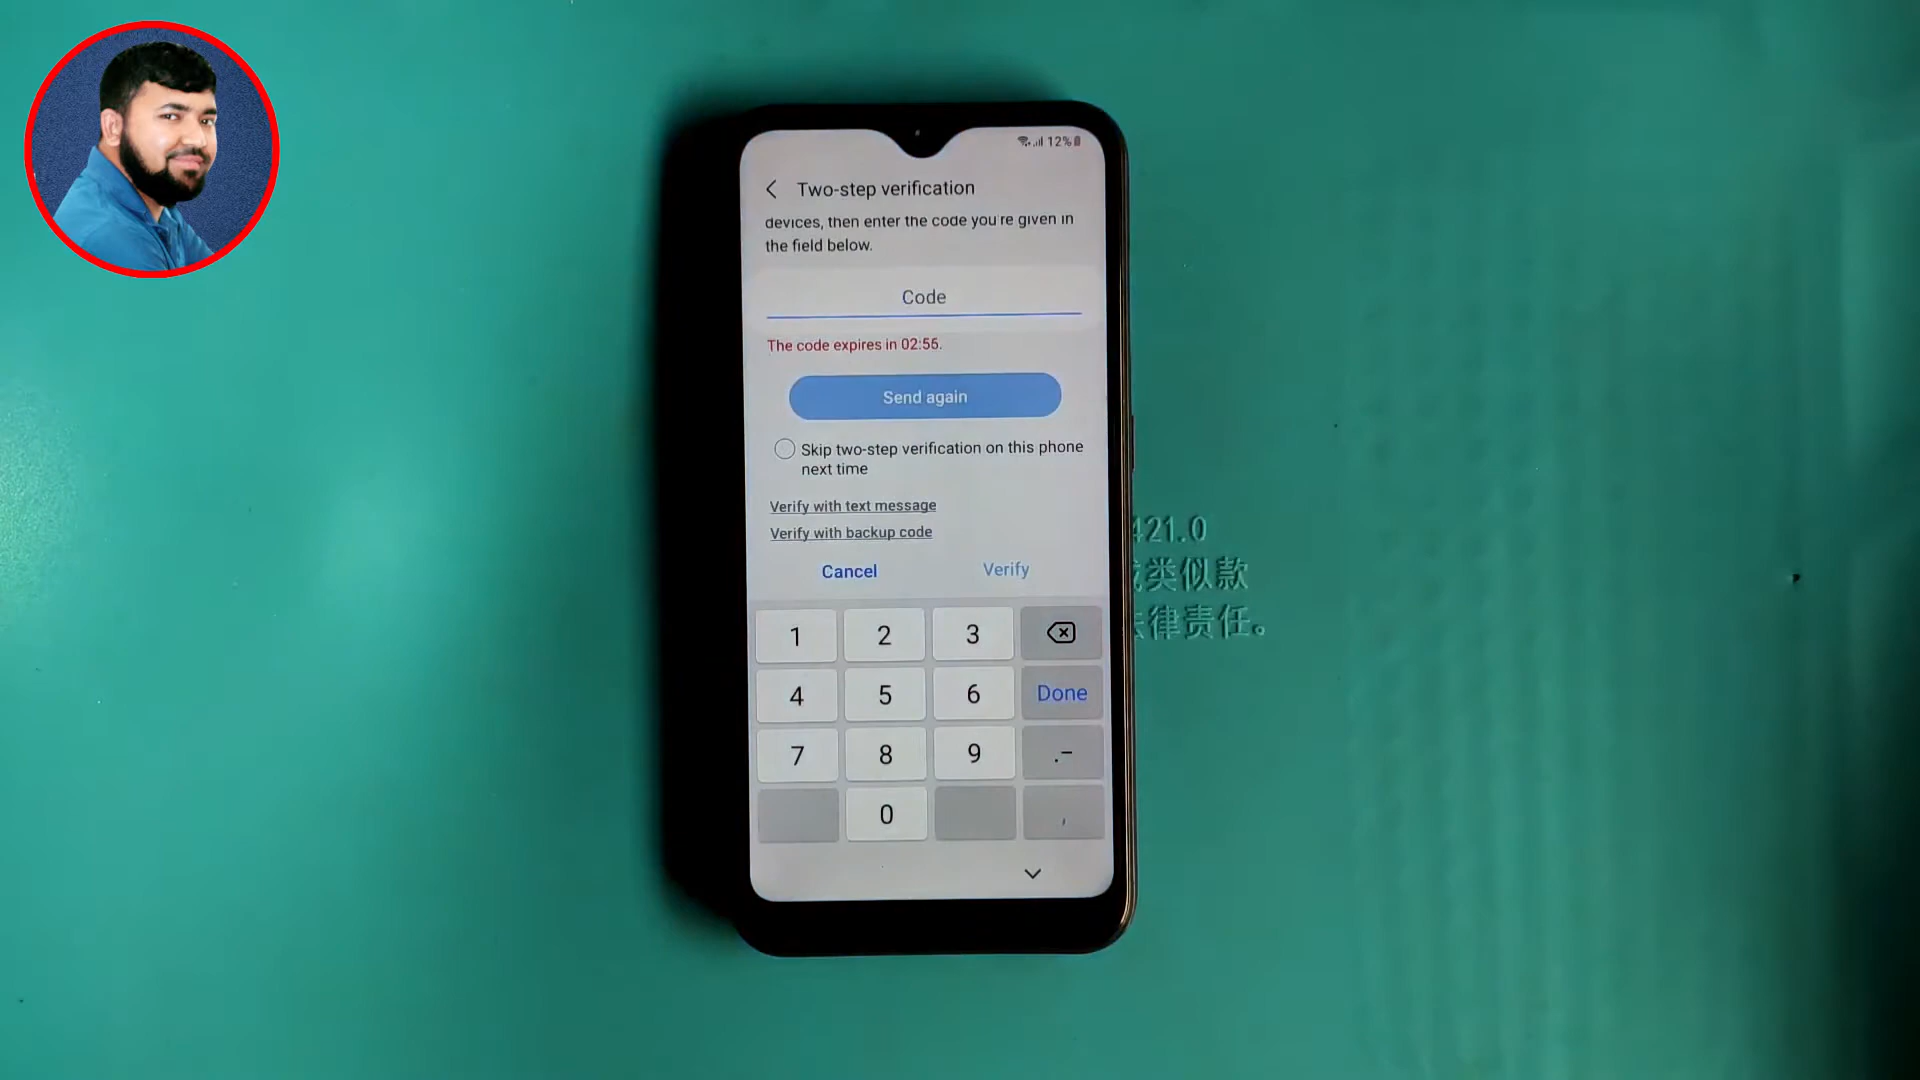 12%
Two-step verification
devices, then enter the code you're given in
the field below.
Code
The code expires in 02:56.
Send again
Skip two-step verification on this phone
next time
Verify with text message
Verify with backup code
Cancel
Verify
1 2 3
4 5 6 Done
7 8 9 .-
0 ,
421.0
类似款
律责任。